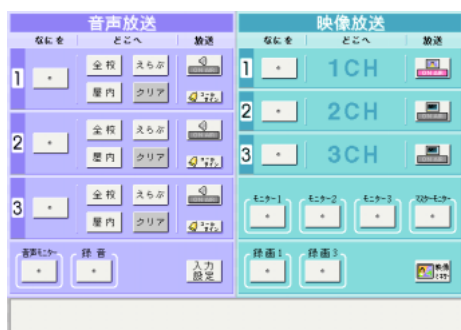 音声放送
なにを どこへ 放送
1 全校 えらぶ
屋内 クリア
2 全校 えらぶ
屋内 クリア
3 全校 えらぶ
屋内 クリア
音声モニター 録音
入力設定
映像放送
なにを どこへ 放送
1 1CH
2 2CH
3 3CH
モニター1 モニター2 モニター3 マスターモニター
録画1 録画3